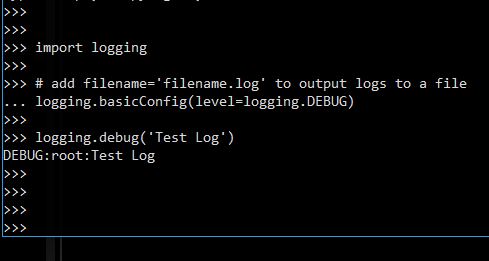 >>>
>>>
>>> import logging
>>>
>>> # add filename='filename.log' to output logs to a file
... logging.basicConfig(level=logging.DEBUG)
>>>
>>> logging.debug('Test Log')
DEBUG:root:Test Log
>>>
>>>
>>>
>>>